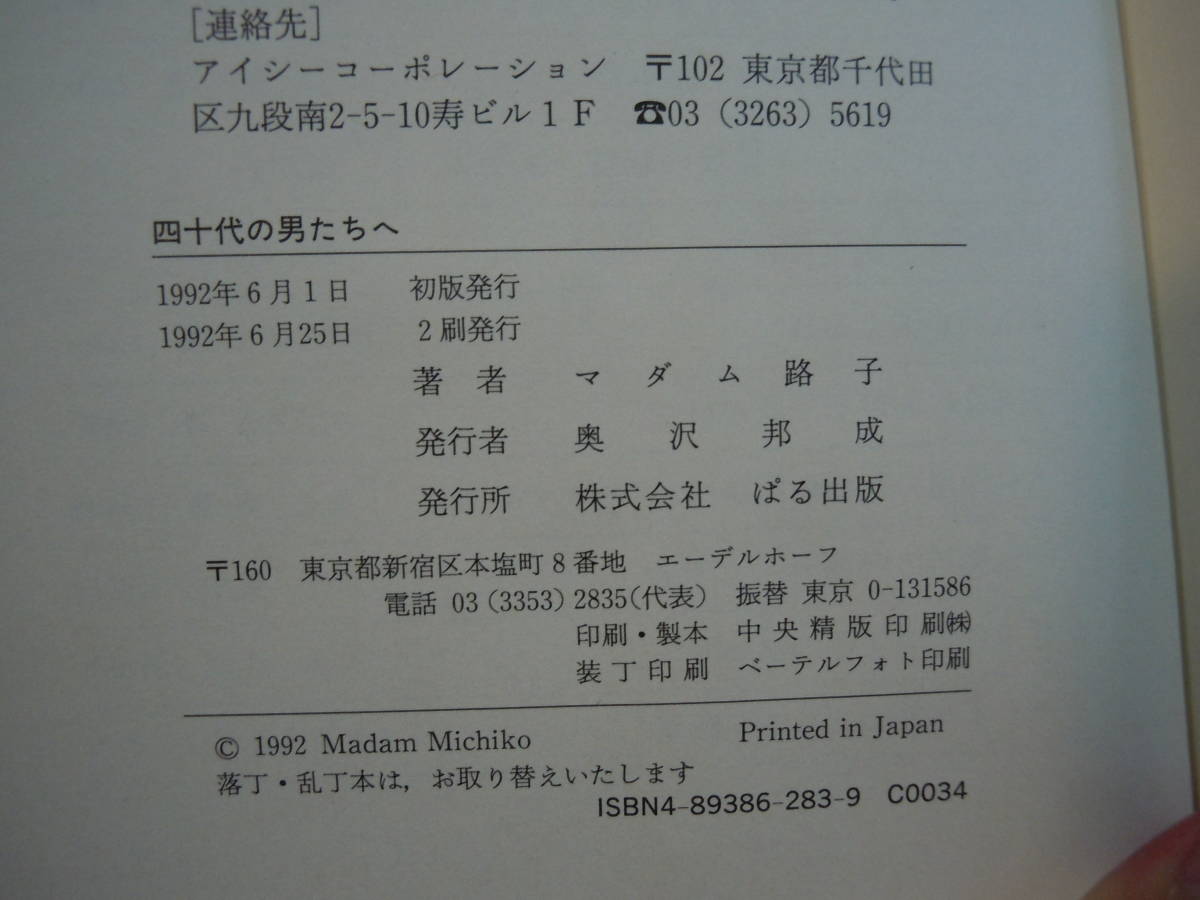 [連絡先]
アイシーコーポレーション 〒102 東京都千代田
区九段南2-5-10寿ビル1F ☎03（3263）5619
四十代の男たちへ
1992年6月1日 初版発行
1992年6月25日 2刷発行
著者 マダム路子
発行者 奥沢邦成
発行所 株式会社 ぱる出版
〒160 東京都新宿区本塩町8番地 エーデルホーフ
電話 03(3353)2835(代表) 振替 東京 0-131586
印刷・製本 中央精版印刷㈱
装丁印刷 ベーテルフォト印刷
© 1992 Madam Michiko Printed in Japan
落丁・乱丁本は,お取り替えいたします
ISBN4-89386-283-9 C0034